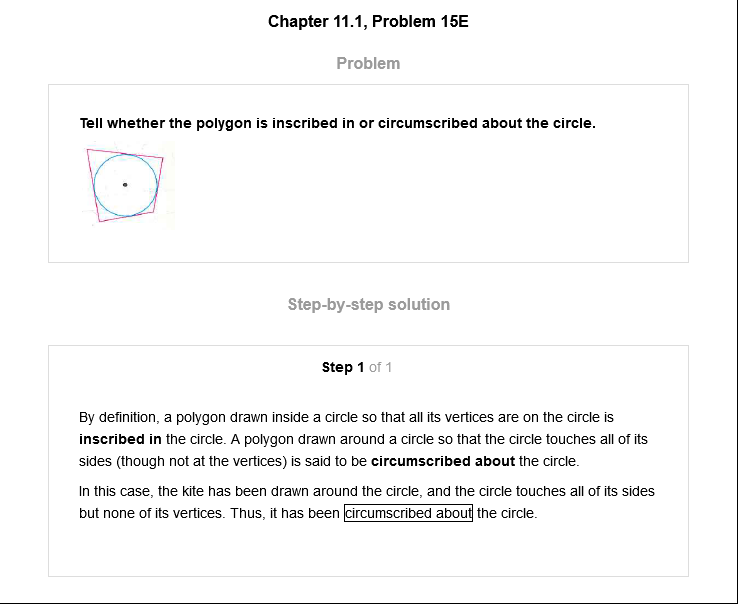 Chapter 11.1, Problem 15E
Problem
Tell whether the polygon is inscribed in or circumscribed about the circle.
Step-by-step solution
Step 1 of 1
By definition, a polygon drawn inside a circle so that all its vertices are on the circle is
inscribed in the circle. A polygon drawn around a circle so that the circle touches all of its
sides (though not at the vertices) is said to be circumscribed about the circle.
In this case, the kite has been drawn around the circle, and the circle touches all of its sides
but none of its vertices. Thus, it has been circumscribed about the circle.